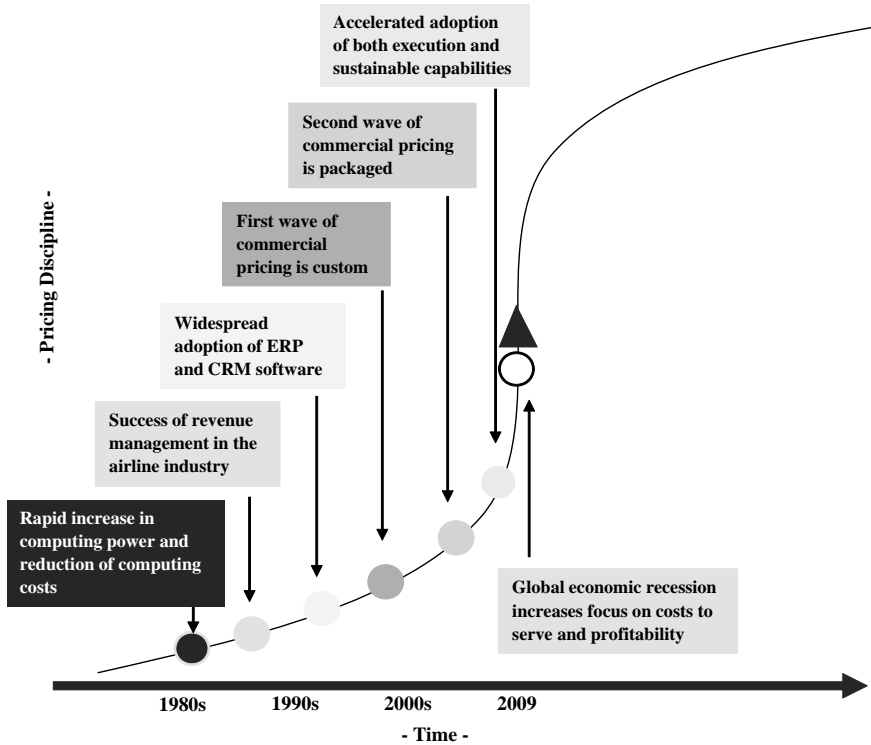 Accelerated adoption
of both execution and
sustainable capabilities
Second wave of
commercial pricing
is packaged
First wave of
commercial
pricing is custom
Widespread
adoption of ERP
and CRM software
Success of revenue
management in the
airline industry
Rapid increase in
computing power and
reduction of computing
costs
Global economic recession
increases focus on costs to
serve and profitability
- Pricing Discipline -
1980s 1990s 2000s 2009
- Time -